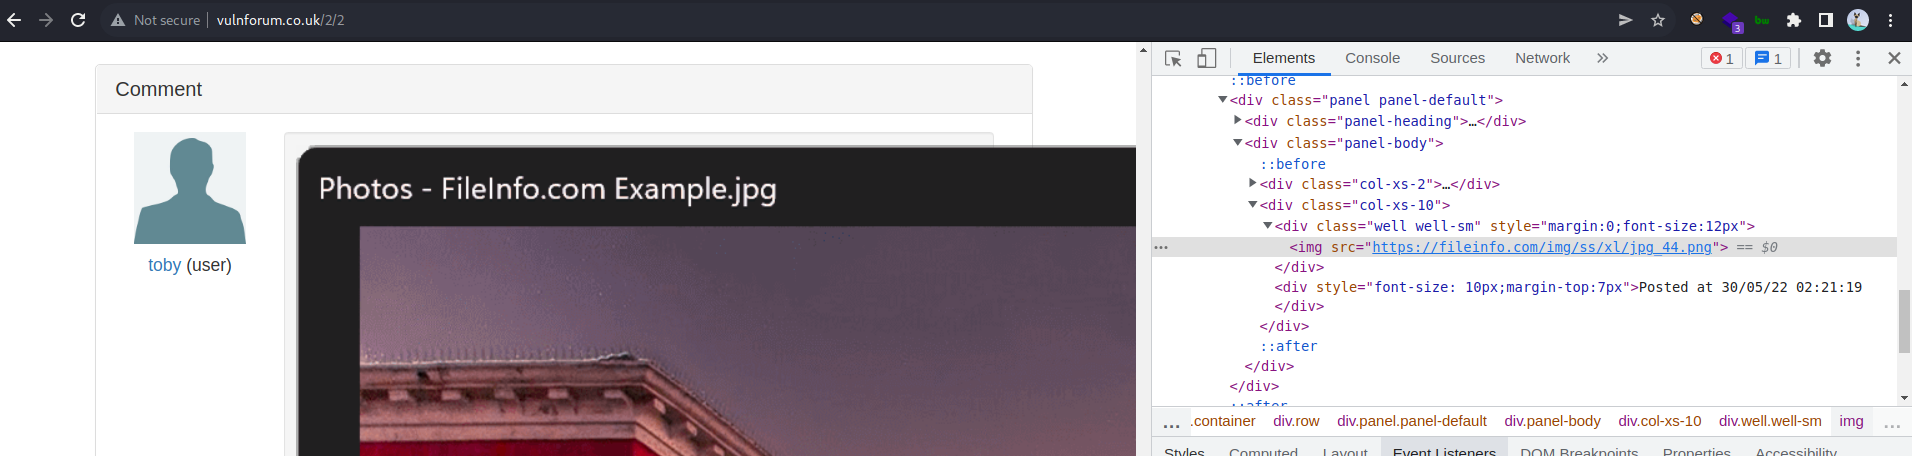 Not secure | vulnforum.co.uk/2/2
3
bw
Comment
toby (user)
Photos - FileInfo.com Example.jpg
Elements Console Sources Network » 1 1
::before
<div class="panel panel-default">
<div class="panel-heading">…</div>
<div class="panel-body">
::before
<div class="col-xs-2">…</div>
<div class="col-xs-10">
<div class="well well-sm" style="margin:0;font-size:12px">
<img src="https://fileinfo.com/img/ss/xl/jpg_44.png"> == $0
</div>
<div style="font-size: 10px;margin-top:7px">Posted at 30/05/22 02:21:19
</div>
</div>
::after
</div>
</div>
::after
... .container div.row div.panel.panel-default div.panel-body div.col-xs-10 div.well.well-sm img ...
Styles Computed Layout Event Listeners DOM Breakpoints Properties Accessibility